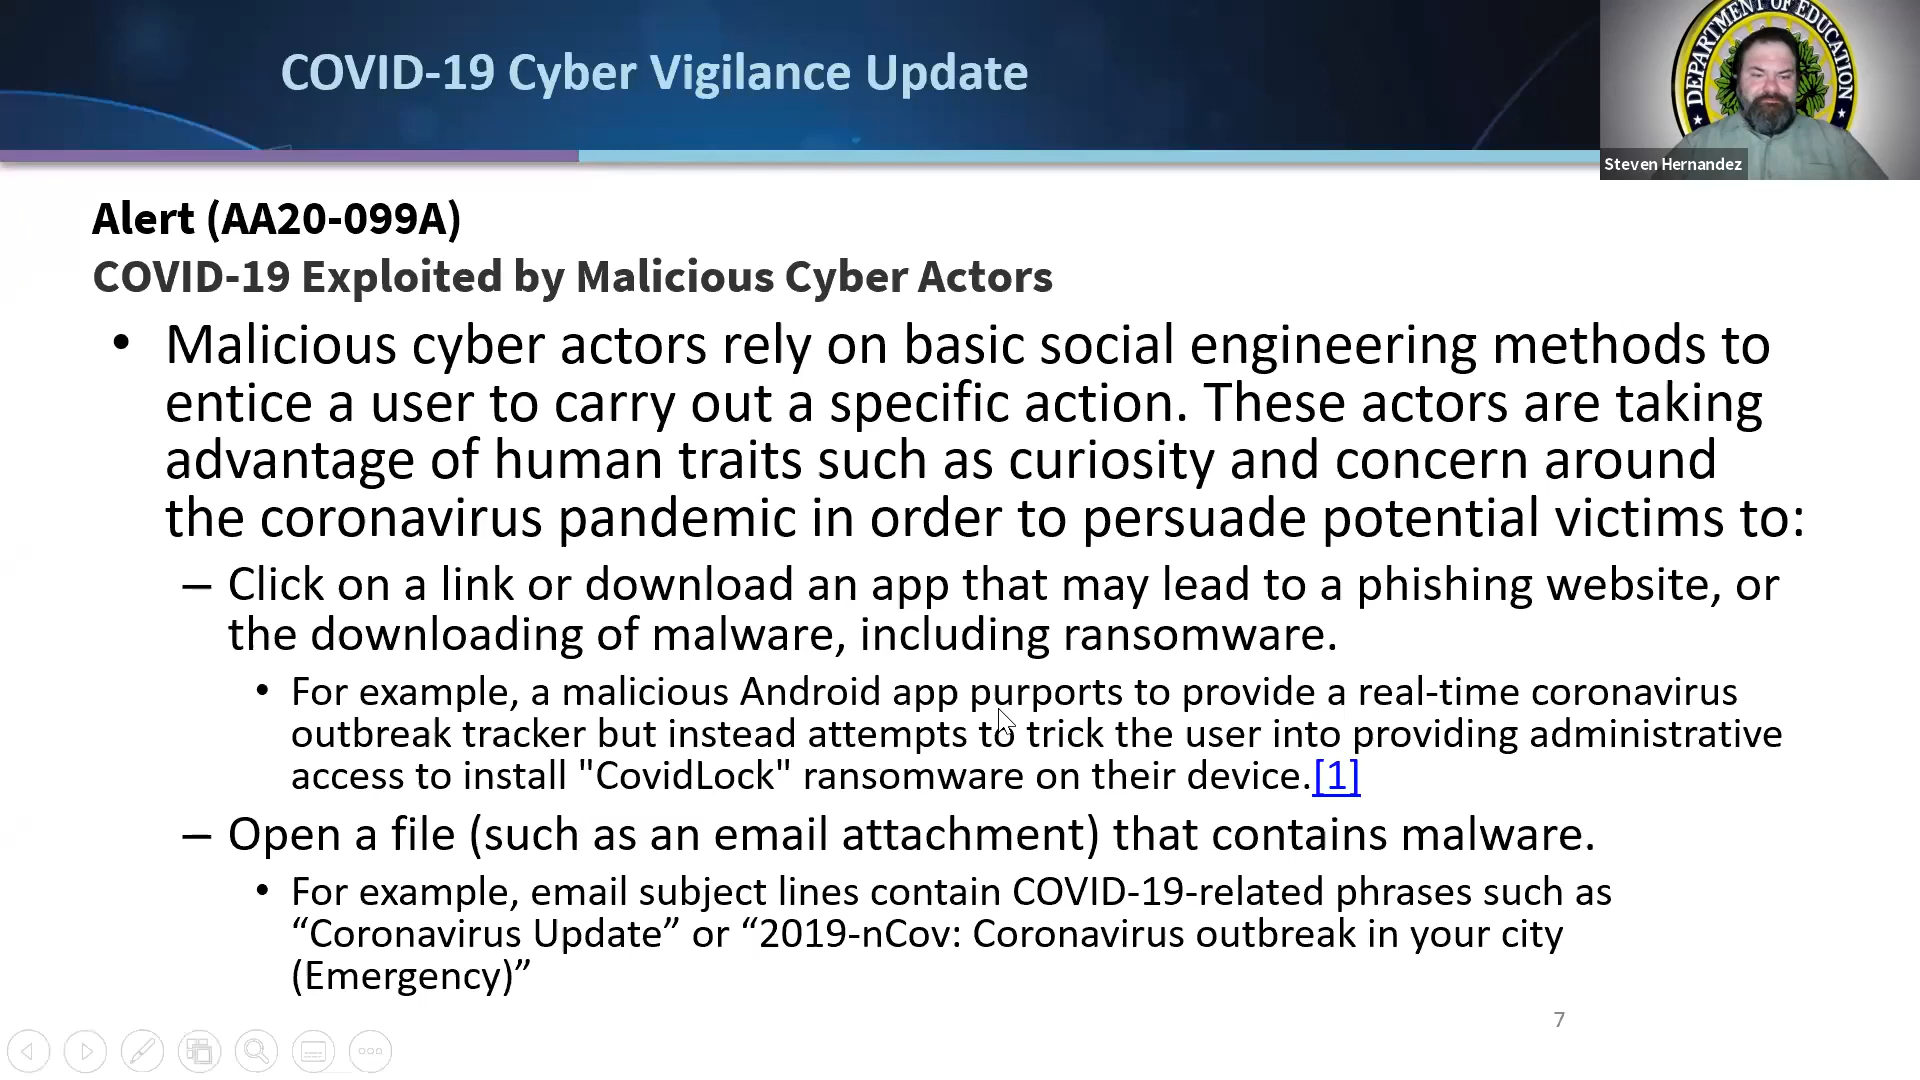 COVID-19 Cyber Vigilance Update
DEPARTMENT OF EDUCATION
Steven Hernandez
Alert (AA20-099A)
COVID-19 Exploited by Malicious Cyber Actors
• Malicious cyber actors rely on basic social engineering methods to
entice a user to carry out a specific action. These actors are taking
advantage of human traits such as curiosity and concern around
the coronavirus pandemic in order to persuade potential victims to:
– Click on a link or download an app that may lead to a phishing website, or
the downloading of malware, including ransomware.
• For example, a malicious Android app purports to provide a real-time coronavirus
outbreak tracker but instead attempts to trick the user into providing administrative
access to install "CovidLock" ransomware on their device.[1]
– Open a file (such as an email attachment) that contains malware.
• For example, email subject lines contain COVID-19-related phrases such as
“Coronavirus Update” or “2019-nCov: Coronavirus outbreak in your city
(Emergency)”
7